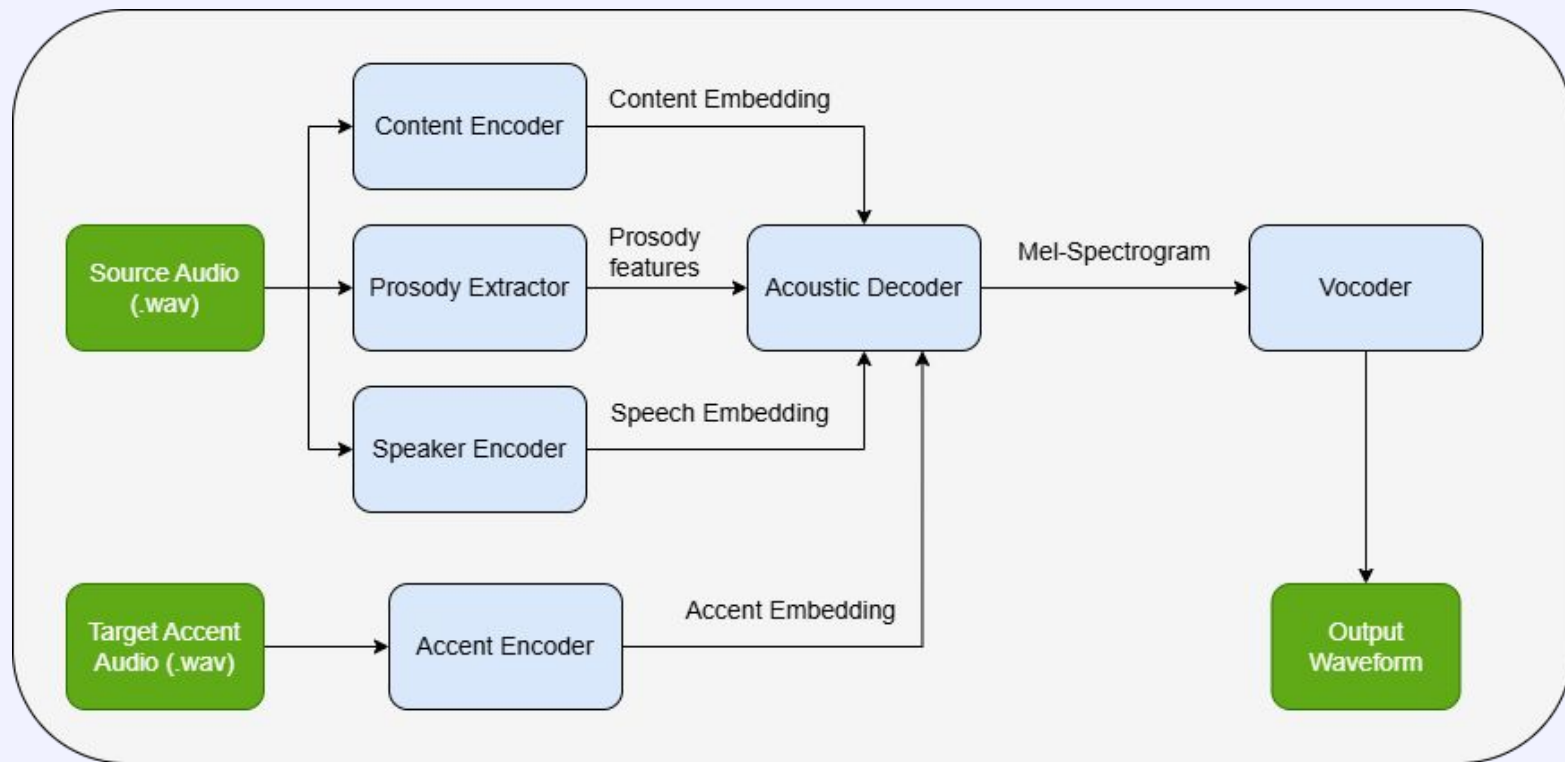 Content Encoder
Content Embedding
Source Audio
(.wav)
Prosody Extractor
Prosody
features
Acoustic Decoder
Mel-Spectrogram
Vocoder
Speaker Encoder
Speech Embedding
Target Accent
Audio (.wav)
Accent Encoder
Accent Embedding
Output
Waveform